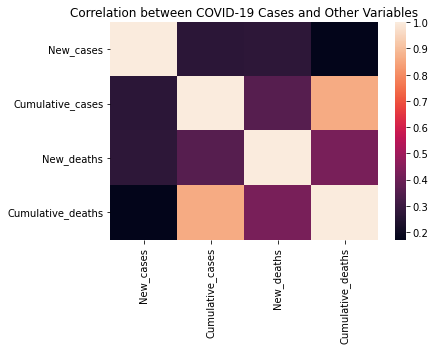 Correlation between COVID-19 Cases and Other Variables
New_cases
Cumulative_cases
New_deaths
Cumulative_deaths
New_cases
Cumulative_cases
New_deaths
Cumulative_deaths
1.0
0.9
0.8
0.7
0.6
0.5
0.4
0.3
0.2